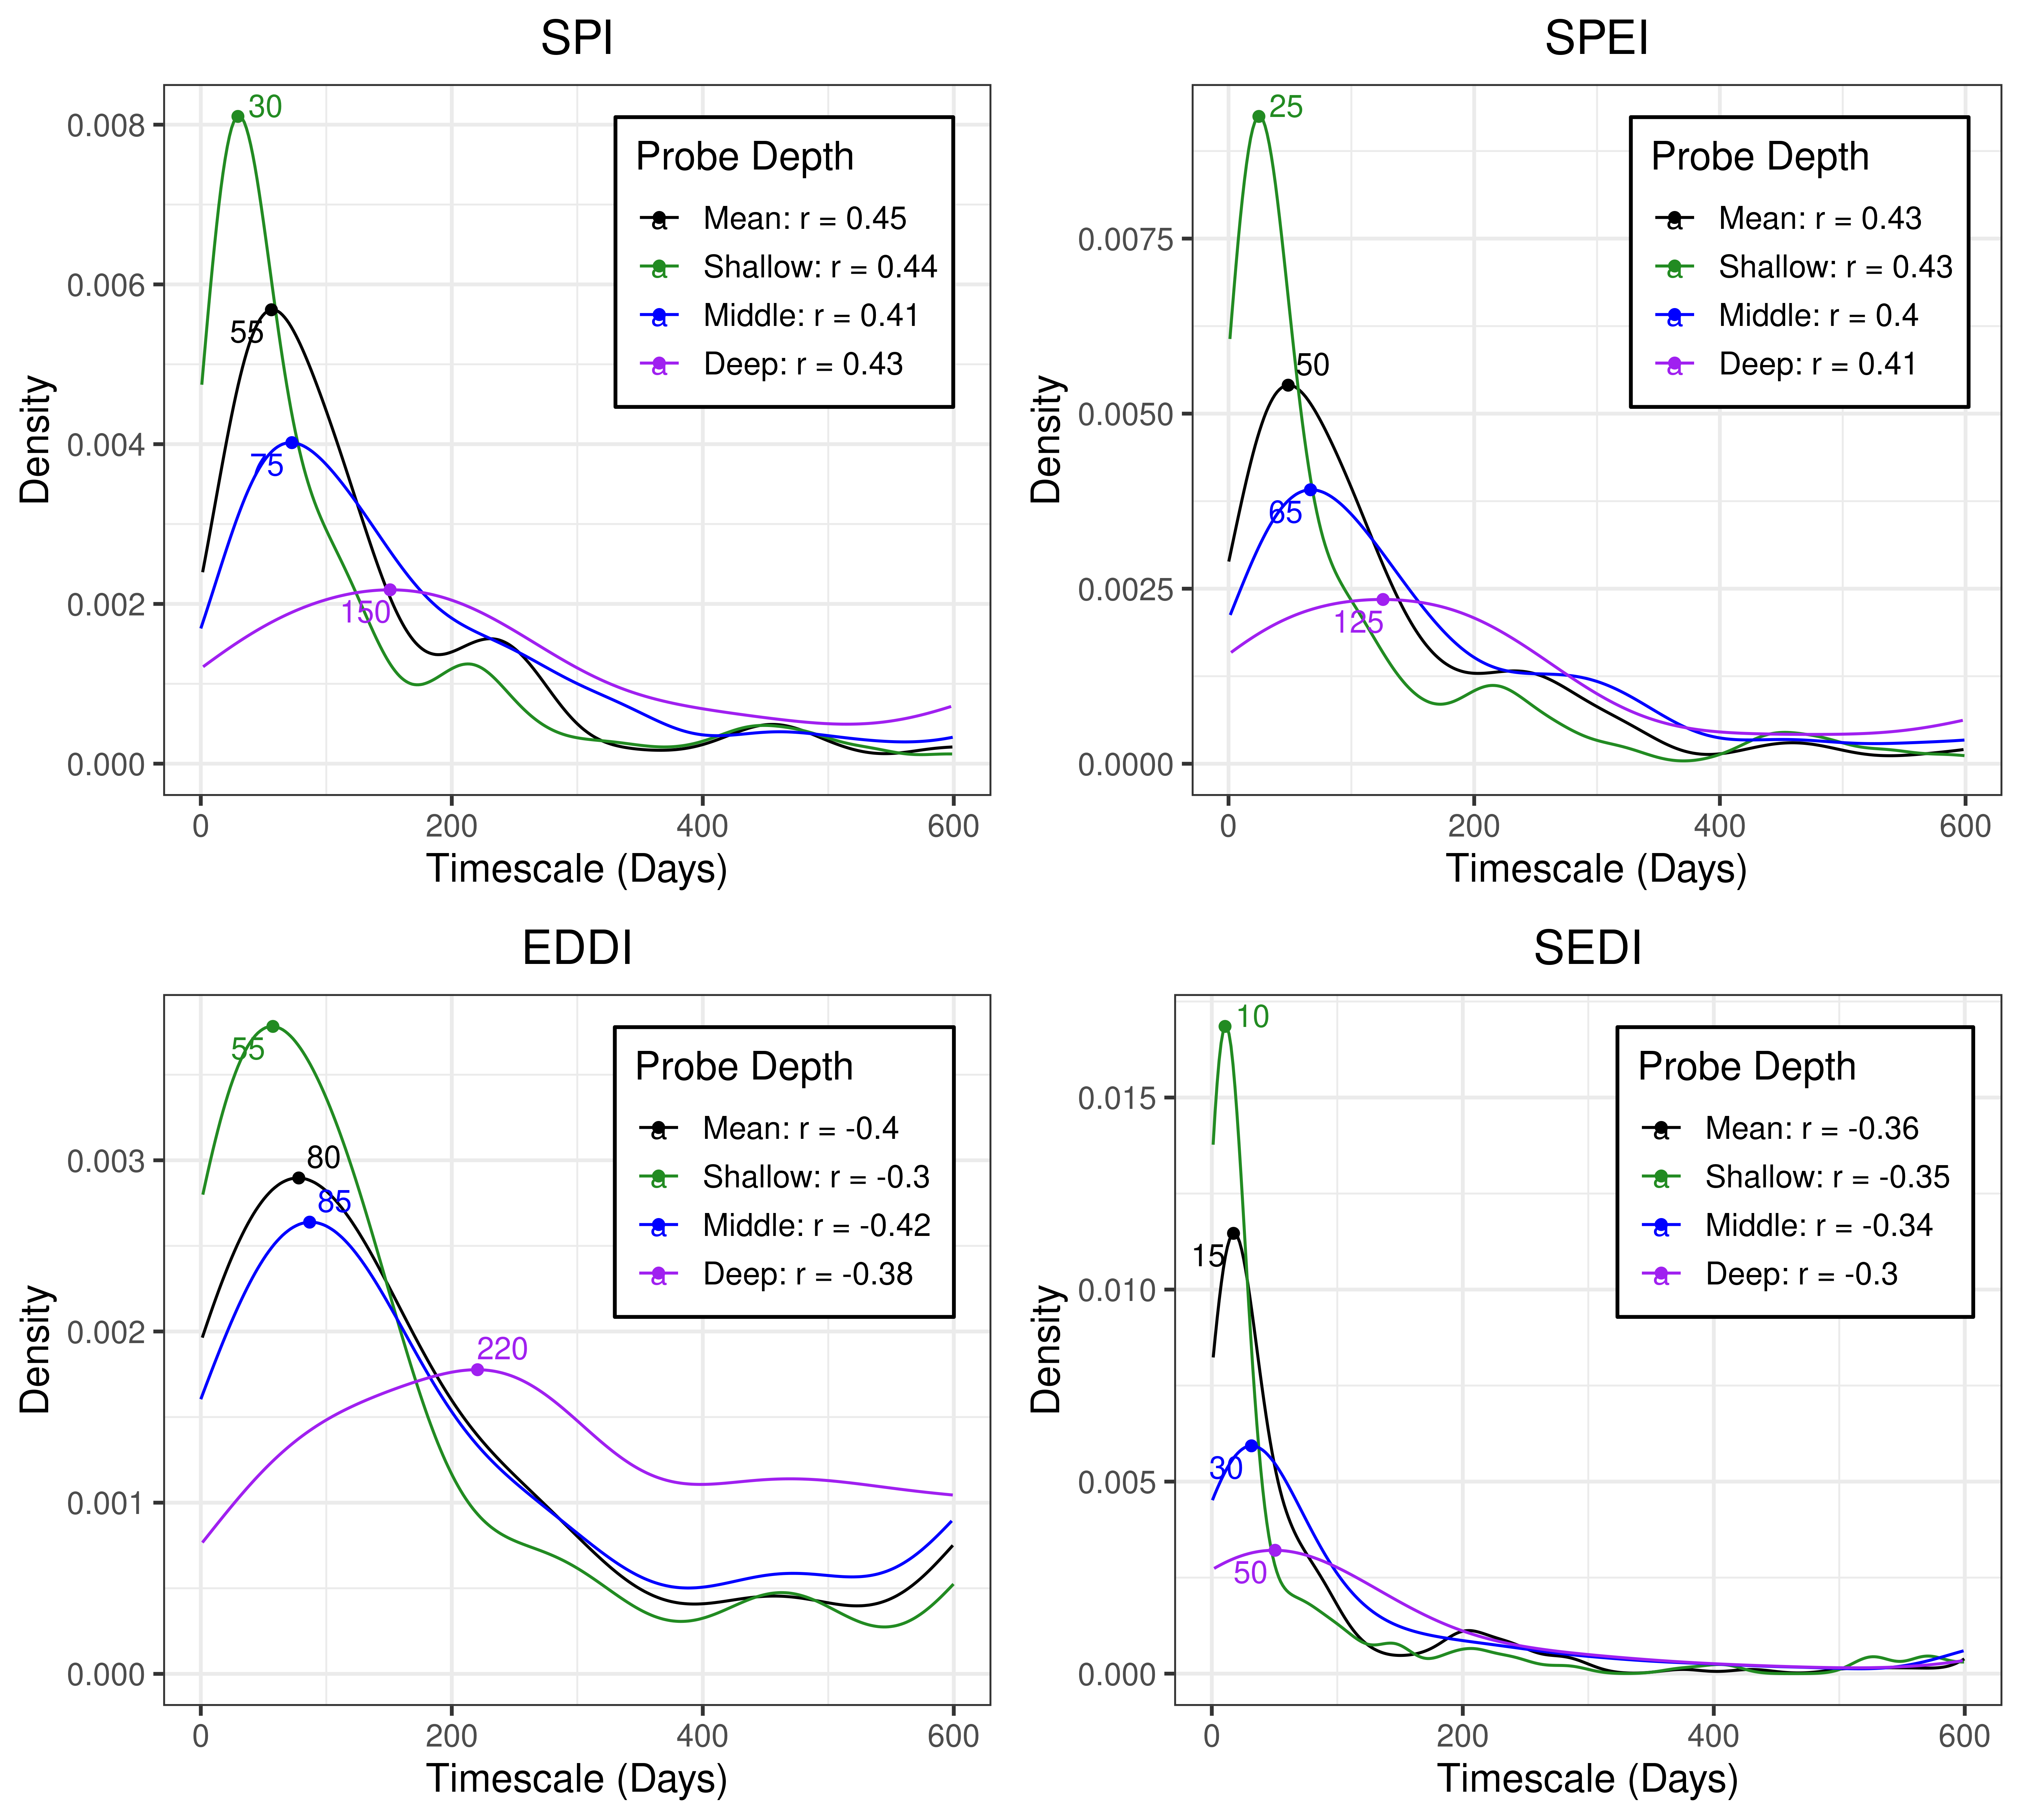 SPI
30
55
75
150
Probe Depth
a Mean: r = 0.45
a Shallow: r = 0.44
a Middle: r = 0.41
a Deep: r = 0.43
Density
0.008
0.006
0.004
0.002
0.000
0 200 400 600
Timescale (Days)
SPEI
25
50
65
125
Probe Depth
a Mean: r = 0.43
a Shallow: r = 0.43
a Middle: r = 0.4
a Deep: r = 0.41
Density
0.0075
0.0050
0.0025
0.0000
0 200 400 600
Timescale (Days)
EDDI
55
80
85
220
Probe Depth
a Mean: r = -0.4
a Shallow: r = -0.3
a Middle: r = -0.42
a Deep: r = -0.38
Density
0.003
0.002
0.001
0.000
0 200 400 600
Timescale (Days)
SEDI
10
15
30
50
Probe Depth
a Mean: r = -0.36
a Shallow: r = -0.35
a Middle: r = -0.34
a Deep: r = -0.3
Density
0.015
0.010
0.005
0.000
0 200 400 600
Timescale (Days)